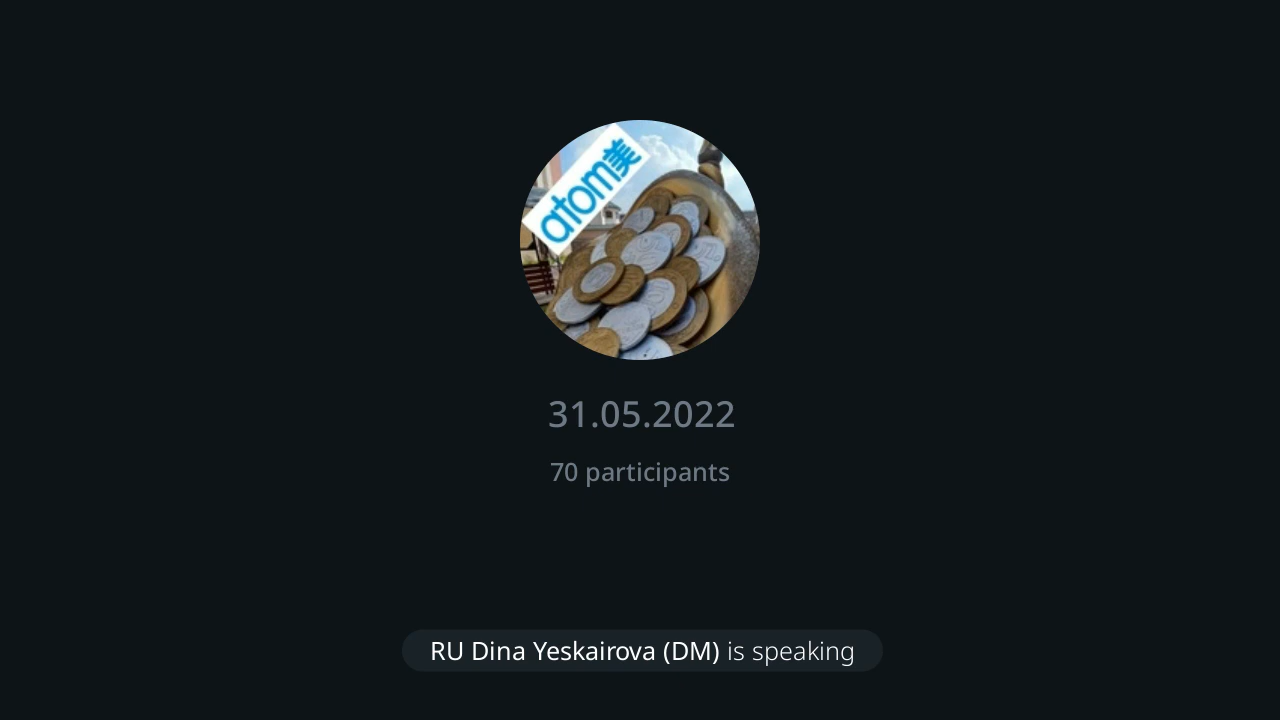 atom美
31.05.2022
70 participants
RU Dina Yeskairova (DM) is speaking